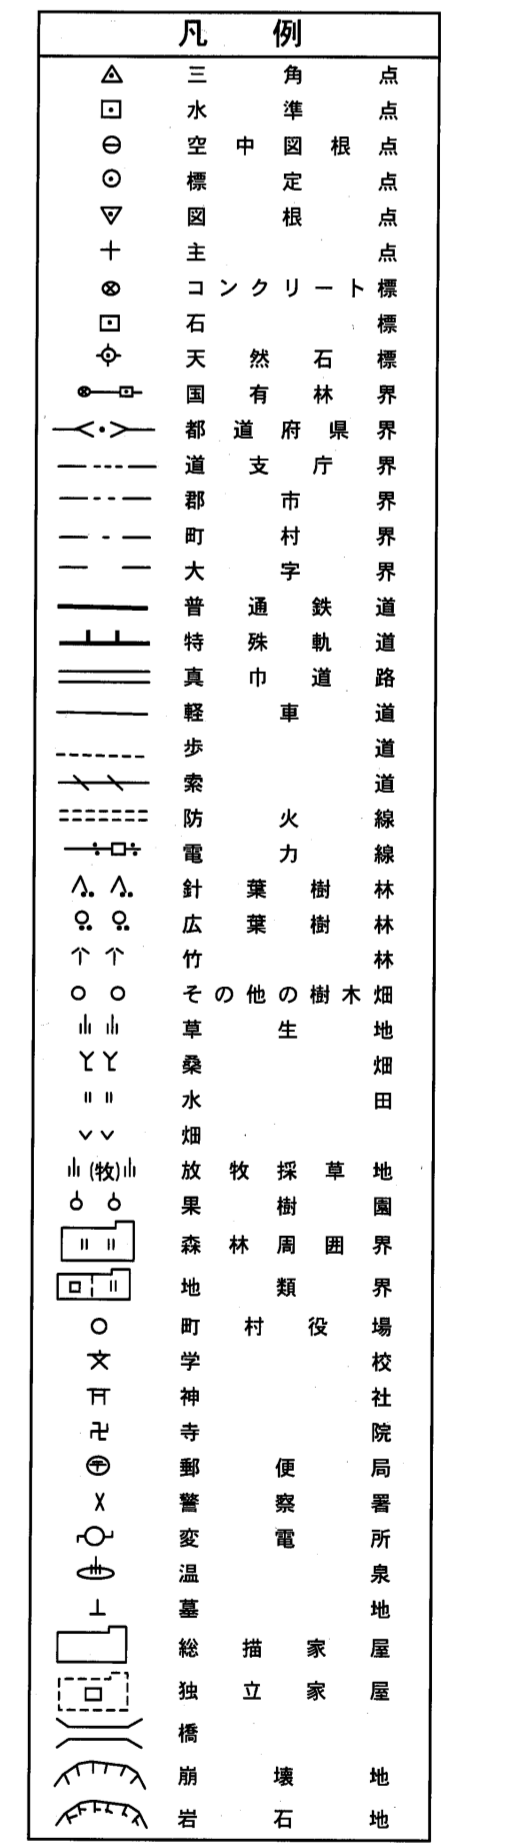 凡例
三角点
水準点
空中図根点
標定点
図根点
主点
コンクリート標
石標
天然石標
国有林界
都道府県界
道支庁界
郡市界
町村界
大字界
普通鉄道
特殊軌道
真巾道路
軽車道
歩道
索道
防火線
電力線
針葉樹林
広葉樹林
竹林
その他の樹木畑
草生地
桑畑
水田
畑
(牧) 放牧採草地
果樹園
森林周囲界
地類界
町村役場
学校
神社
寺院
郵便局
警察署
変電所
温泉
墓地
総描家屋
独立家屋
橋
崩壊地
岩石地